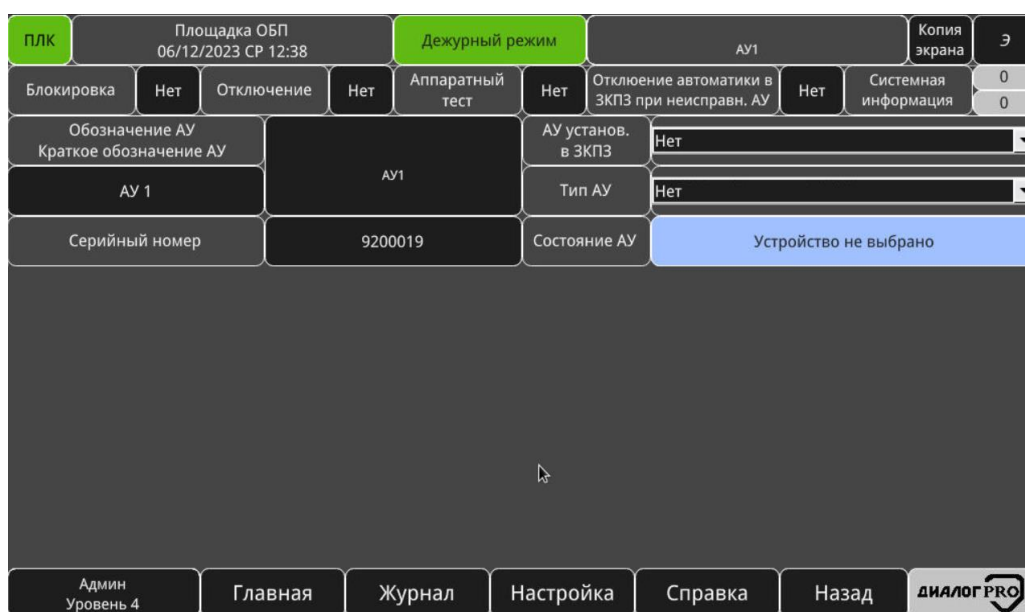 ПЛК
Площадка ОБП
06/12/2023 СР 12:38
Дежурный режим
АУ1
Копия
экрана
Э
Блокировка
Нет
Отключение
Нет
Аппаратный
тест
Нет
Отклюение автоматики в
ЗКПЗ при неисправн. АУ
Нет
Системная
информация
0
0
Обозначение АУ
Краткое обозначение АУ
АУ1
АУ установ.
в ЗКПЗ
Нет
АУ 1
Тип АУ
Нет
Серийный номер
9200019
Состояние АУ
Устройство не выбрано
Админ
Уровень 4
Главная
Журнал
Настройка
Справка
Назад
ДИАЛОГ PRO